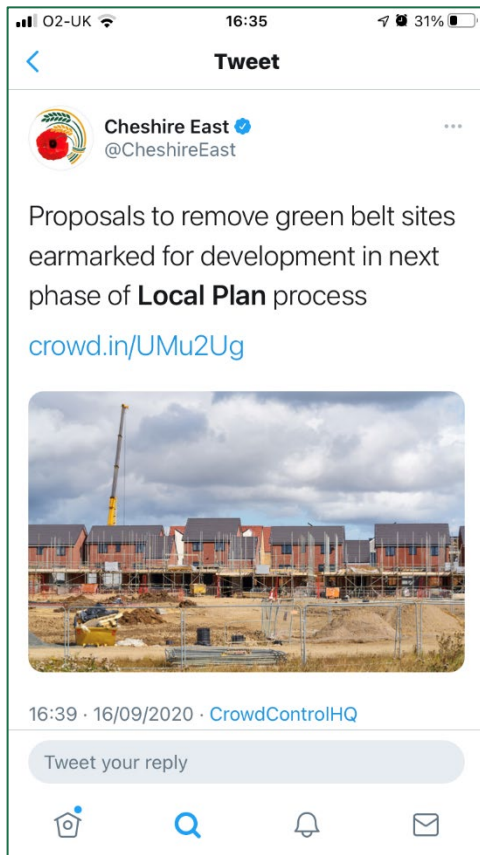 O2-UK 16:35 31%
Tweet
Cheshire East
@CheshireEast
Proposals to remove green belt sites
earmarked for development in next
phase of Local Plan process
crowd.in/UMu2Ug
16:39 · 16/09/2020 · CrowdControlHQ
Tweet your reply